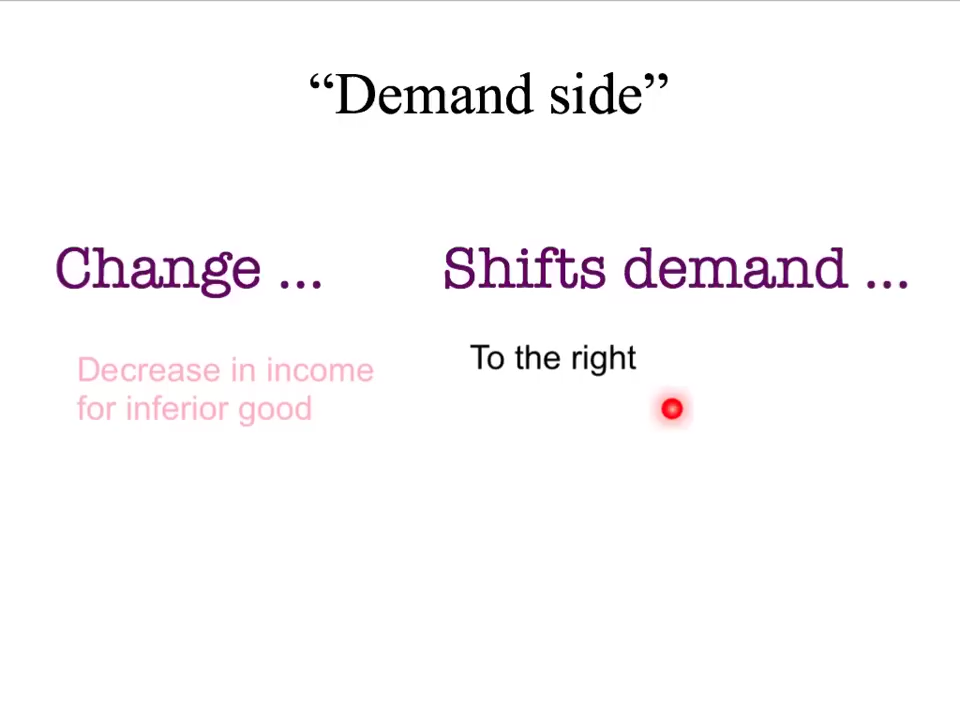 “Demand side”
Change ...
Shifts demand ...
Decrease in income
for inferior good
To the right